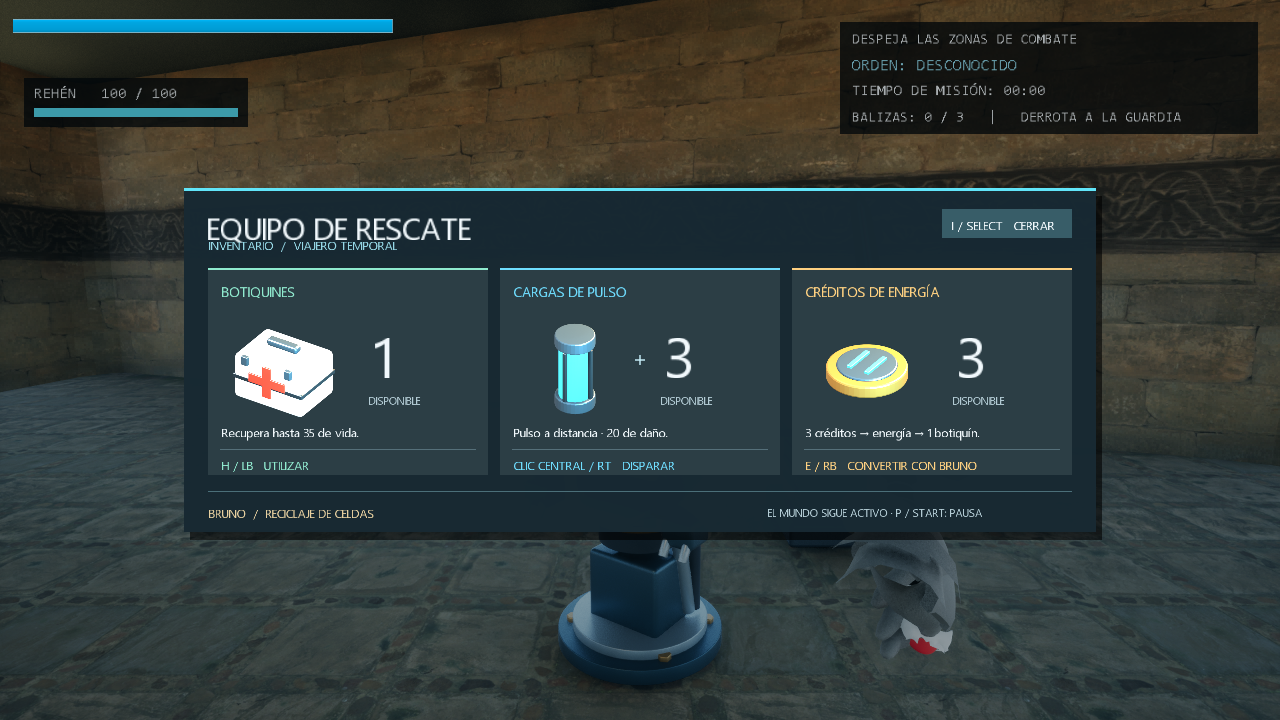 REHÉN 100 / 100
DESPEJA LAS ZONAS DE COMBATE
ORDEN: DESCONOCIDO
TIEMPO DE MISIÓN: 00:00
BALIZAS: 0 / 3 | DERROTA A LA GUARDIA
EQUIPO DE RESCATE
INVENTARIO / VIAJERO TEMPORAL
I / SELECT CERRAR
BOTIQUINES
1
DISPONIBLE
Recupera hasta 35 de vida.
H / LB UTILIZAR
CARGAS DE PULSO
+ 3
DISPONIBLE
Pulso a distancia · 20 de daño.
CLIC CENTRAL / RT DISPARAR
CRÉDITOS DE ENERGÍA
3
DISPONIBLE
3 créditos → energía → 1 botiquín.
E / RB CONVERTIR CON BRUNO
BRUNO / RECICLAJE DE CELDAS
EL MUNDO SIGUE ACTIVO · P / START: PAUSA